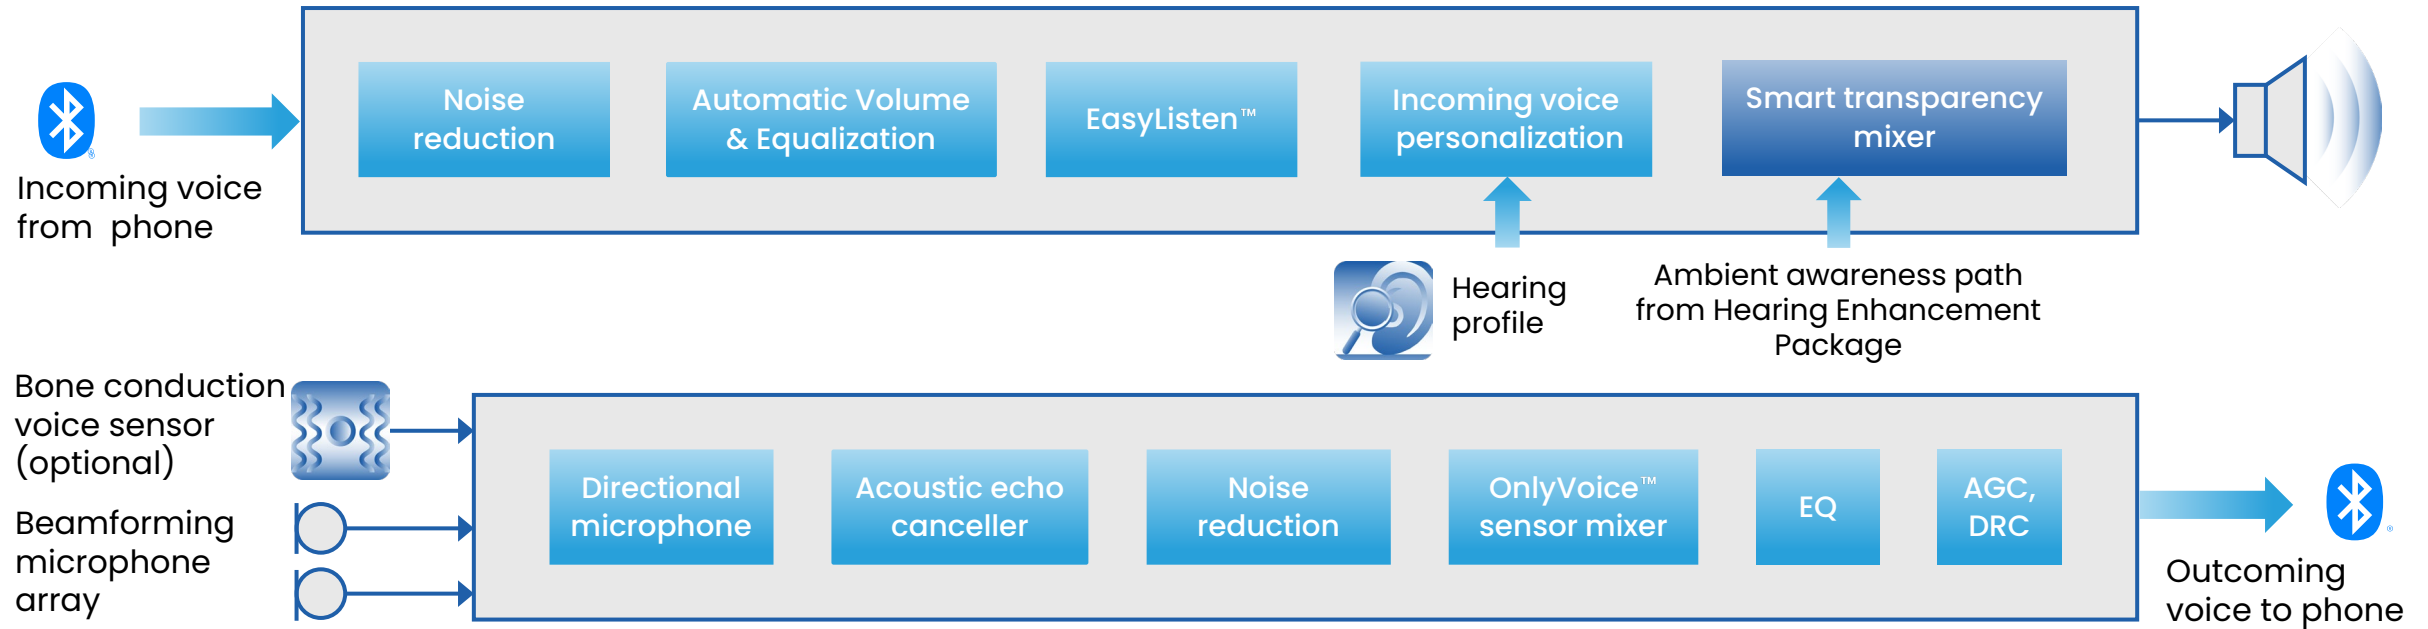 Noise
reduction
Automatic Volume
& Equalization
EasyListen™
Incoming voice
personalization
Smart transparency
mixer
Incoming voice
from phone
Hearing
profile
Ambient awareness path
from Hearing Enhancement
Package
Bone conduction
voice sensor
(optional)
Beamforming
microphone
array
Directional
microphone
Acoustic echo
canceller
Noise
reduction
OnlyVoice™
sensor mixer
EQ
AGC,
DRC
Outcoming
voice to phone